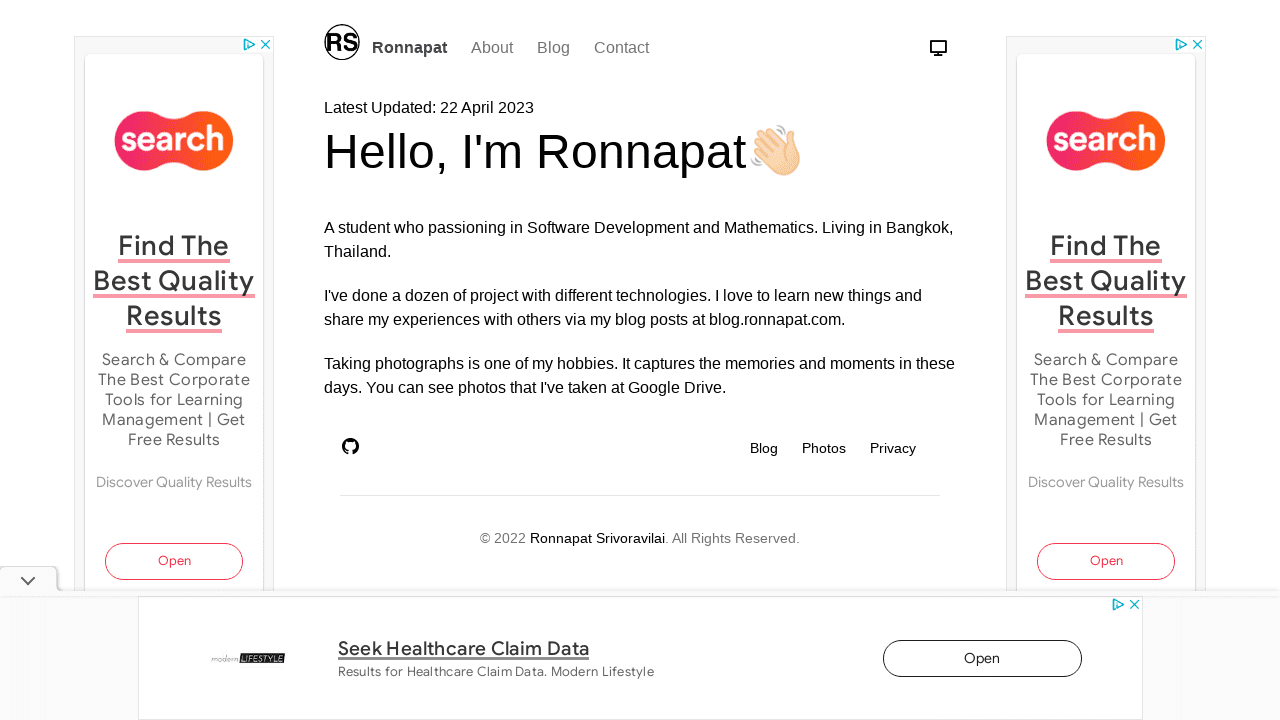 RS
Ronnapat About Blog Contact
Latest Updated: 22 April 2023
Hello, I'm Ronnapat👋🏻
A student who passioning in Software Development and Mathematics. Living in Bangkok,
Thailand.
I've done a dozen of project with different technologies. I love to learn new things and
share my experiences with others via my blog posts at blog.ronnapat.com.
Taking photographs is one of my hobbies. It captures the memories and moments in these
days. You can see photos that I've taken at Google Drive.
Blog Photos Privacy
© 2022 Ronnapat Srivoravilai. All Rights Reserved.
search
Find The
Best Quality
Results
Search & Compare
The Best Corporate
Tools for Learning
Management | Get
Free Results
Discover Quality Results
Open
search
Find The
Best Quality
Results
Search & Compare
The Best Corporate
Tools for Learning
Management | Get
Free Results
Discover Quality Results
Open
modern LIFESTYLE
Seek Healthcare Claim Data
Results for Healthcare Claim Data. Modern Lifestyle
Open